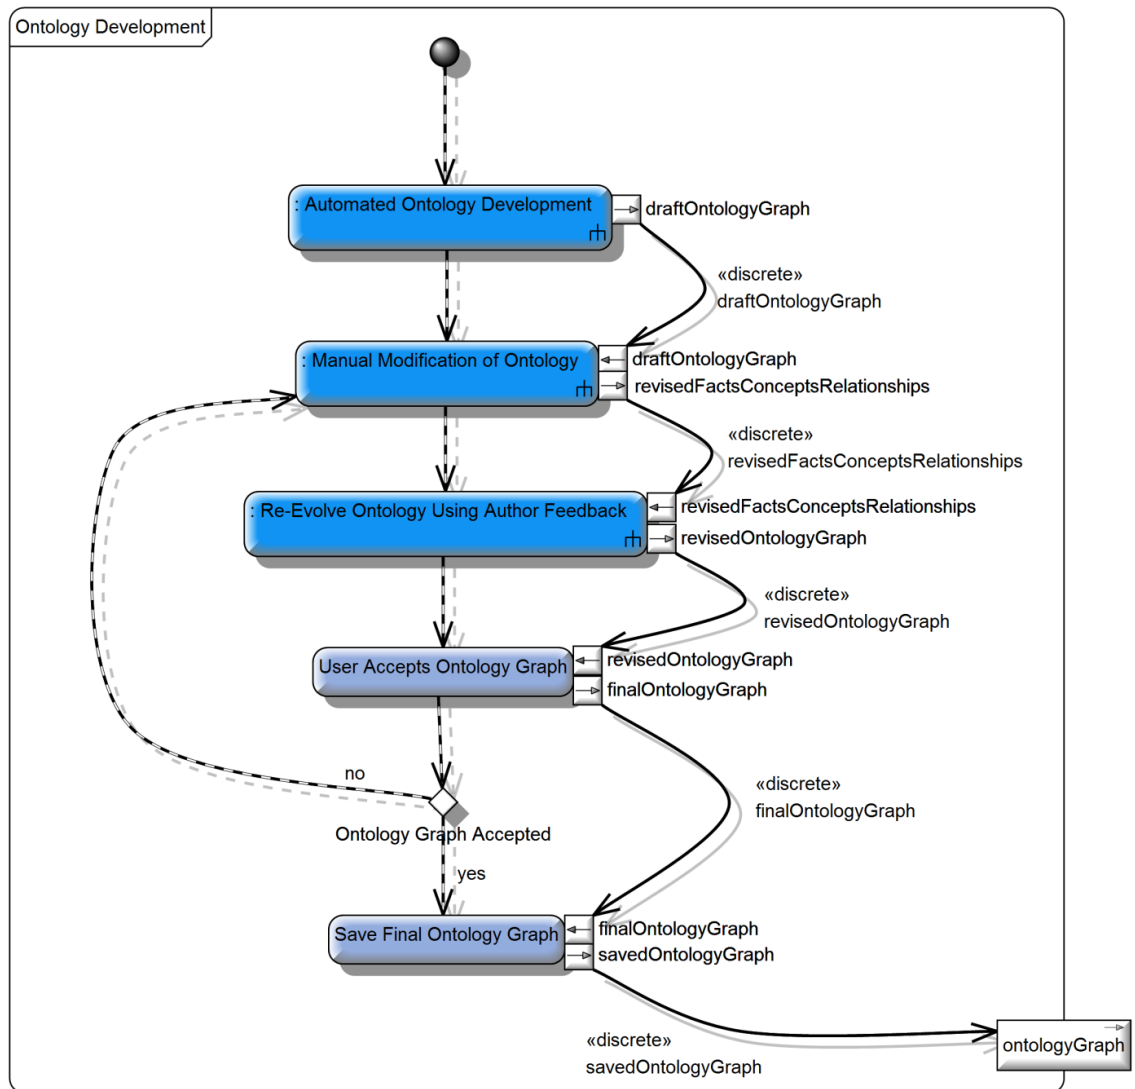 Ontology Development
: Automated Ontology Development
draftOntologyGraph
«discrete»
draftOntologyGraph
: Manual Modification of Ontology
draftOntologyGraph
revisedFactsConceptsRelationships
«discrete»
revisedFactsConceptsRelationships
: Re-Evolve Ontology Using Author Feedback
revisedFactsConceptsRelationships
revisedOntologyGraph
«discrete»
revisedOntologyGraph
User Accepts Ontology Graph
revisedOntologyGraph
finalOntologyGraph
no
«discrete»
finalOntologyGraph
Ontology Graph Accepted
yes
Save Final Ontology Graph
finalOntologyGraph
savedOntologyGraph
«discrete»
savedOntologyGraph
ontologyGraph